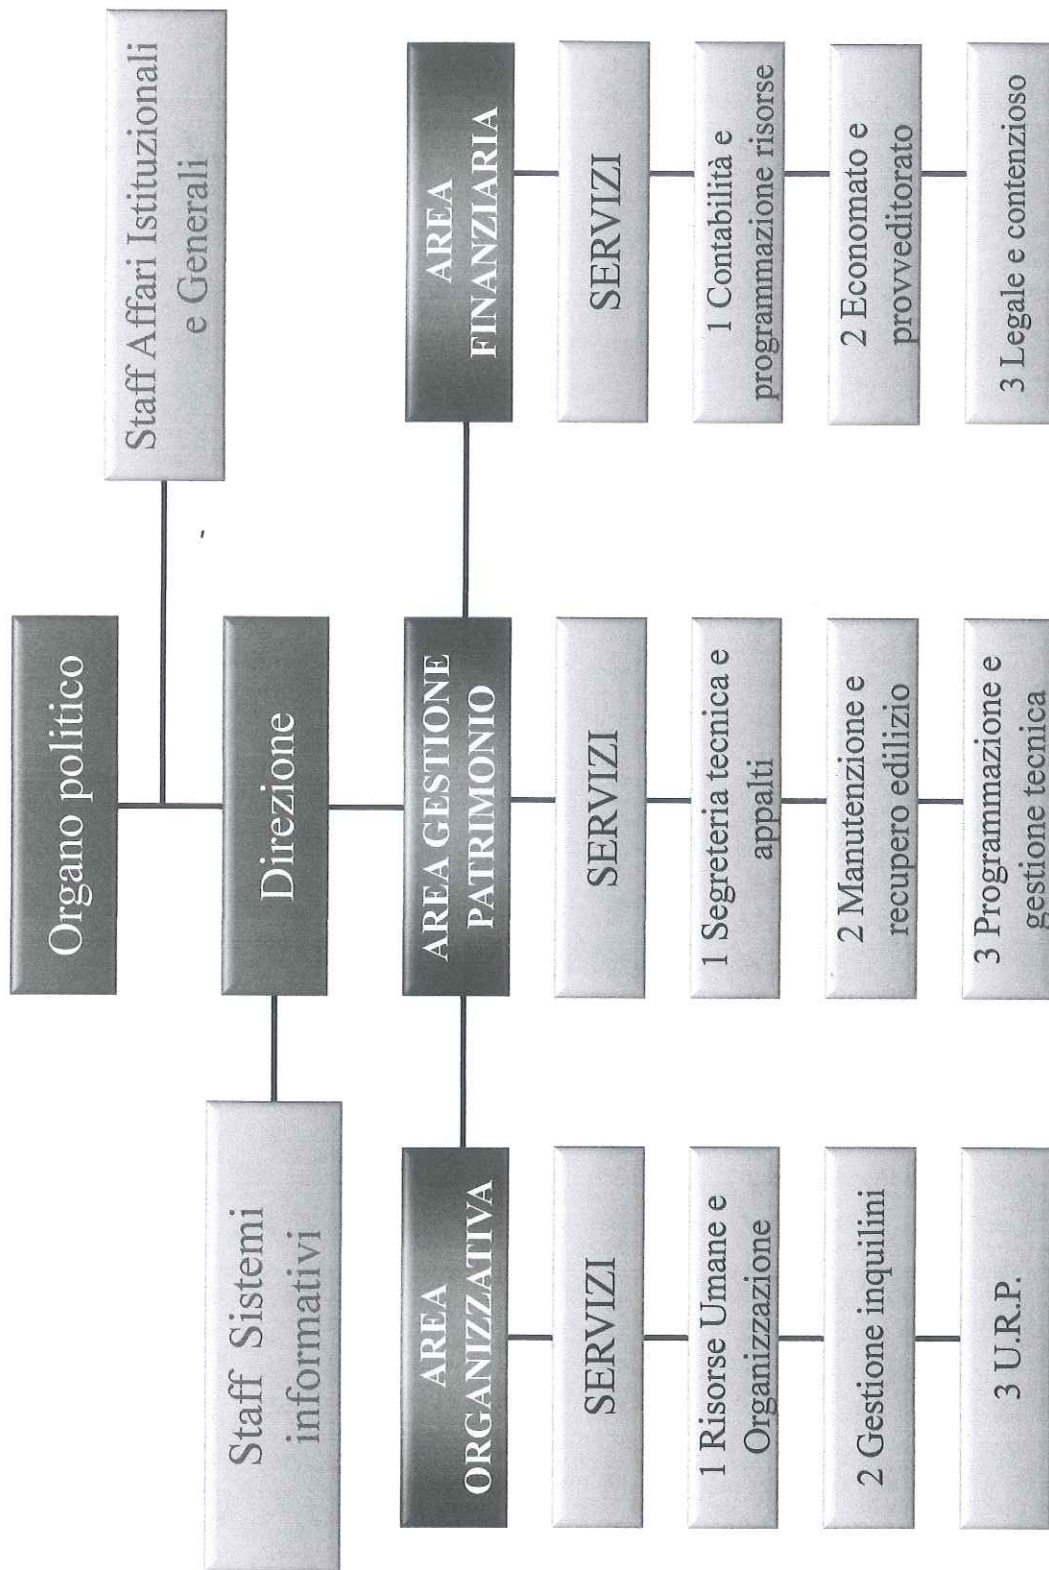 Organo politico
Staff Affari Istituzionali
e Generali
Direzione
Staff Sistemi
informativi
AREA
ORGANIZZATIVA
AREA GESTIONE
PATRIMONIO
AREA
FINANZIARIA
SERVIZI
SERVIZI
SERVIZI
1 Risorse Umane e
Organizzazione
1 Segreteria tecnica e
appalti
1 Contabilità e
programmazione risorse
2 Gestione inquilini
2 Manutenzione e
recupero edilizio
2 Economato e
provveditorato
3 U.R.P.
3 Programmazione e
gestione tecnica
3 Legale e contenzioso